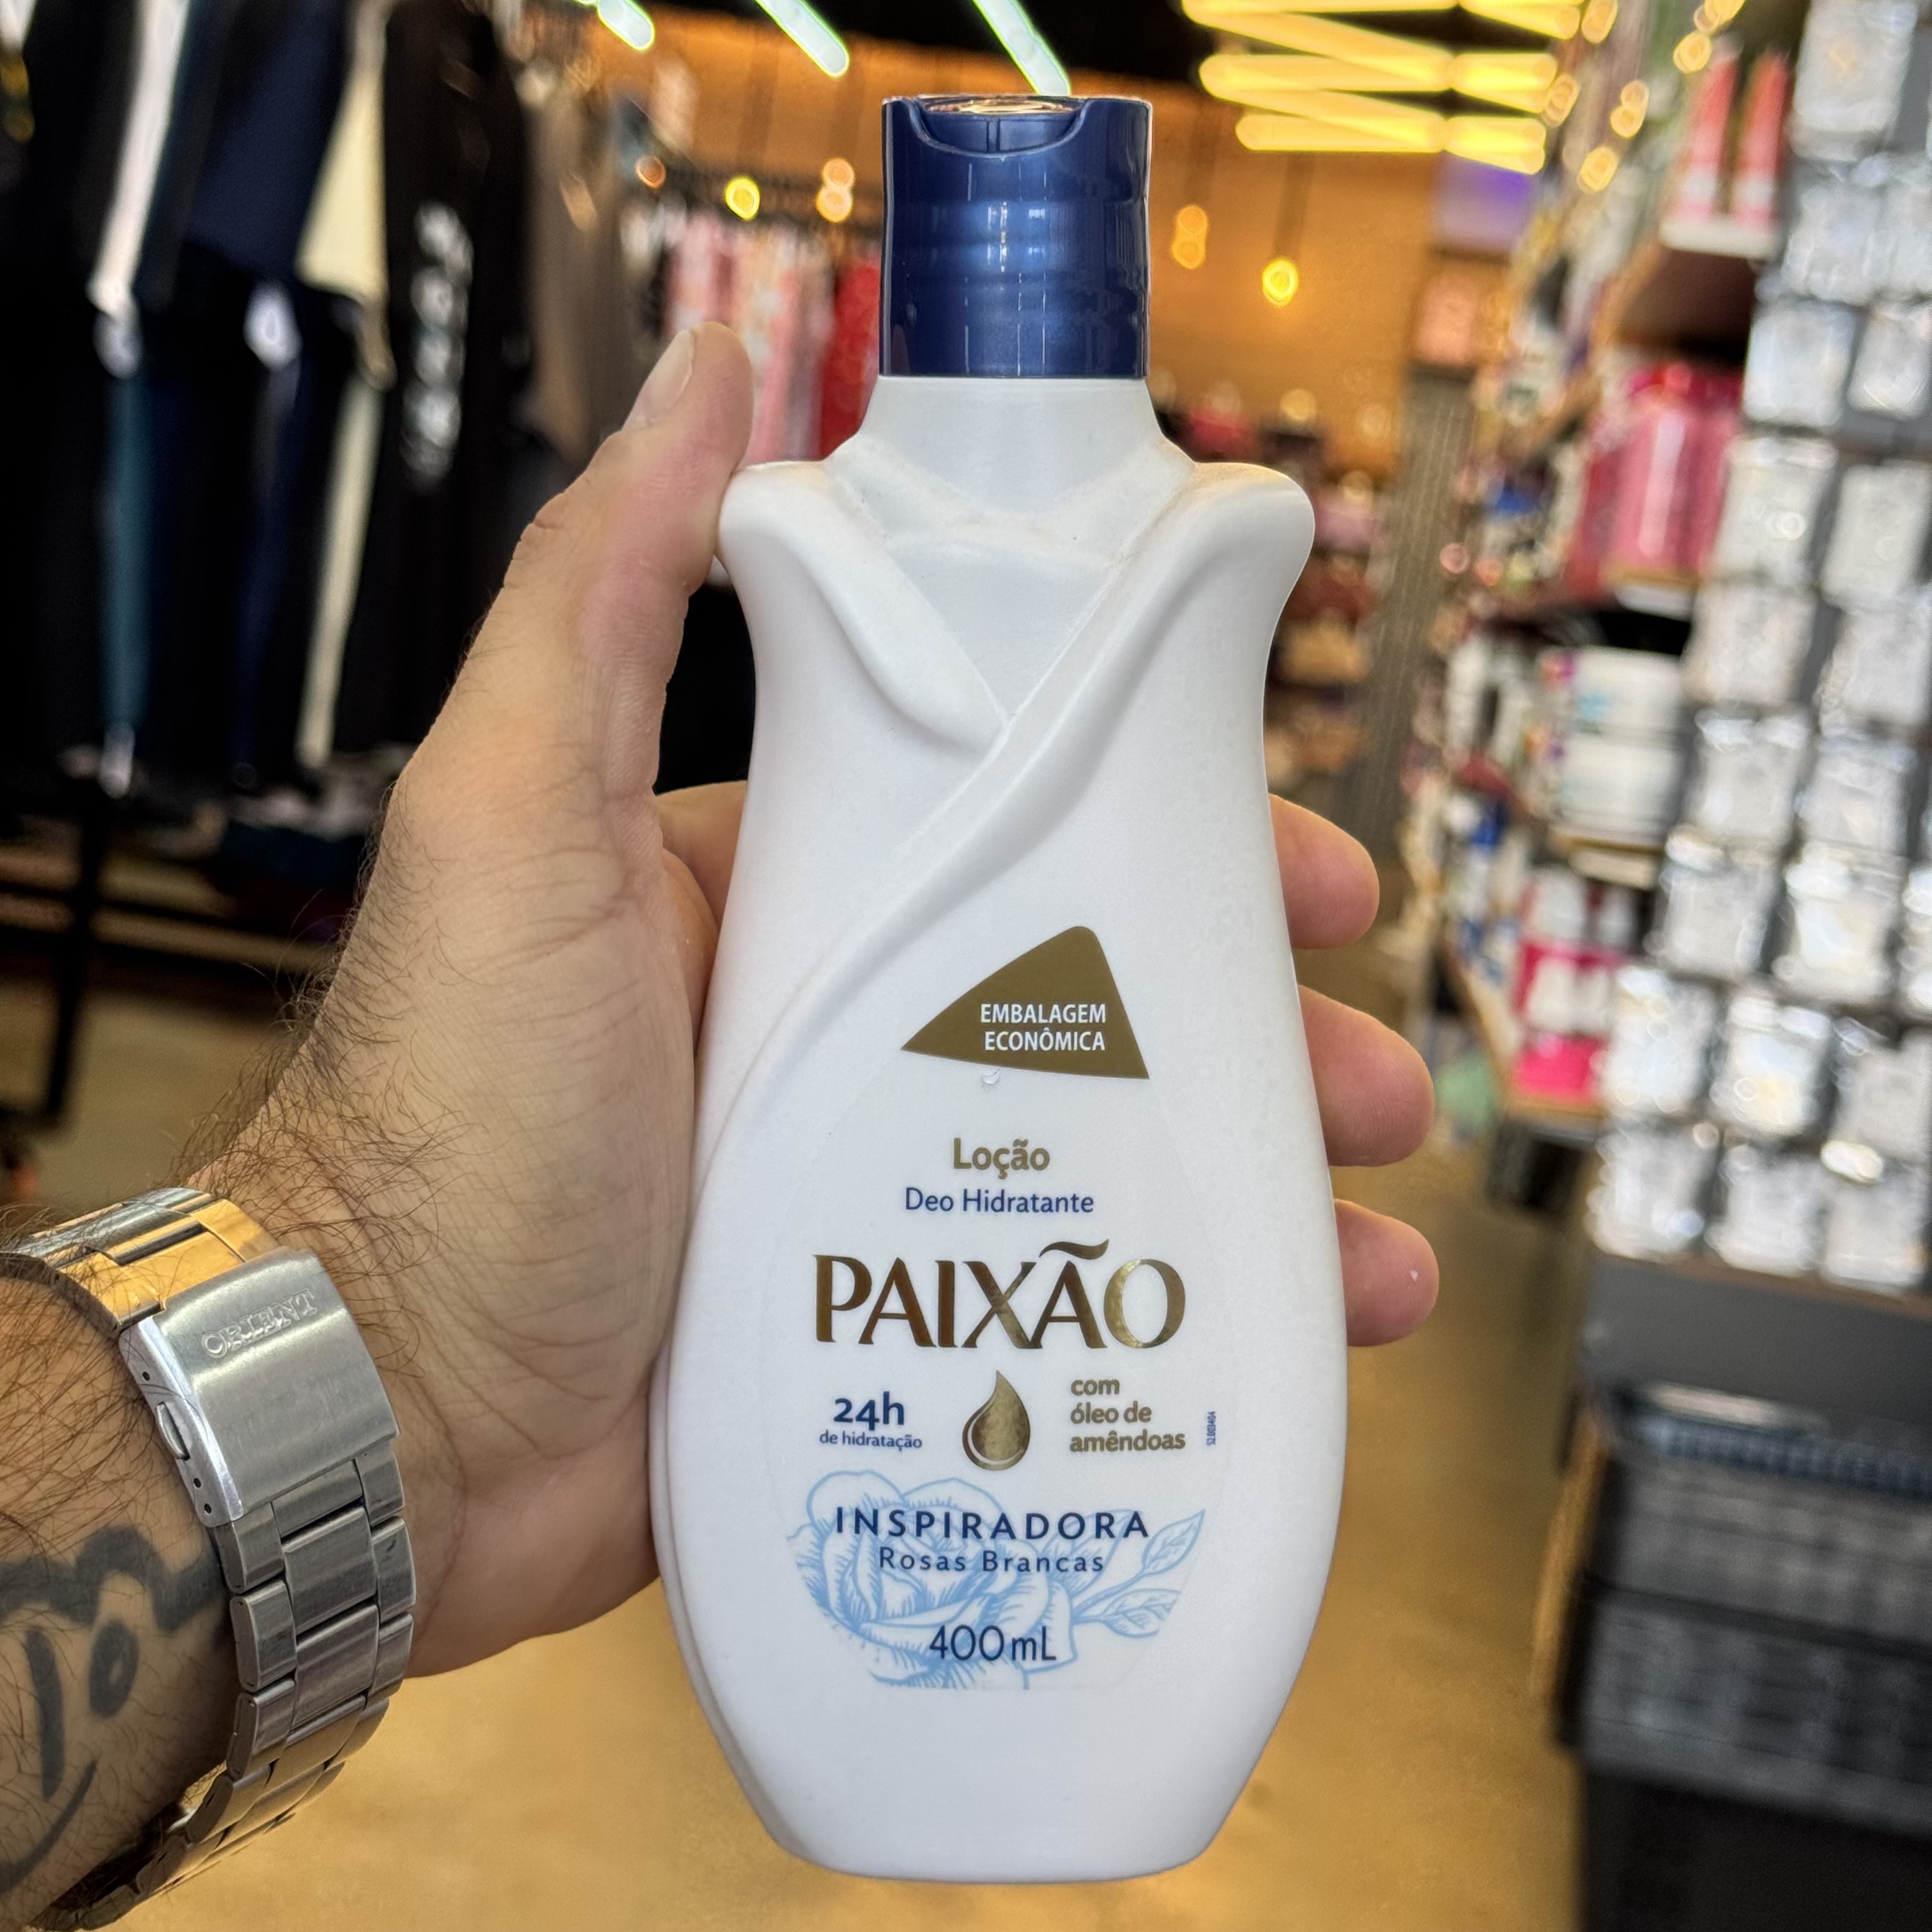 EMBALAGEM
ECONÔMICA
Loção
Deo Hidratante
PAIXÃO
24h
de hidratação
com
óleo de
amêndoas
INSPIRADORA
Rosas Brancas
400mL
ORIENT